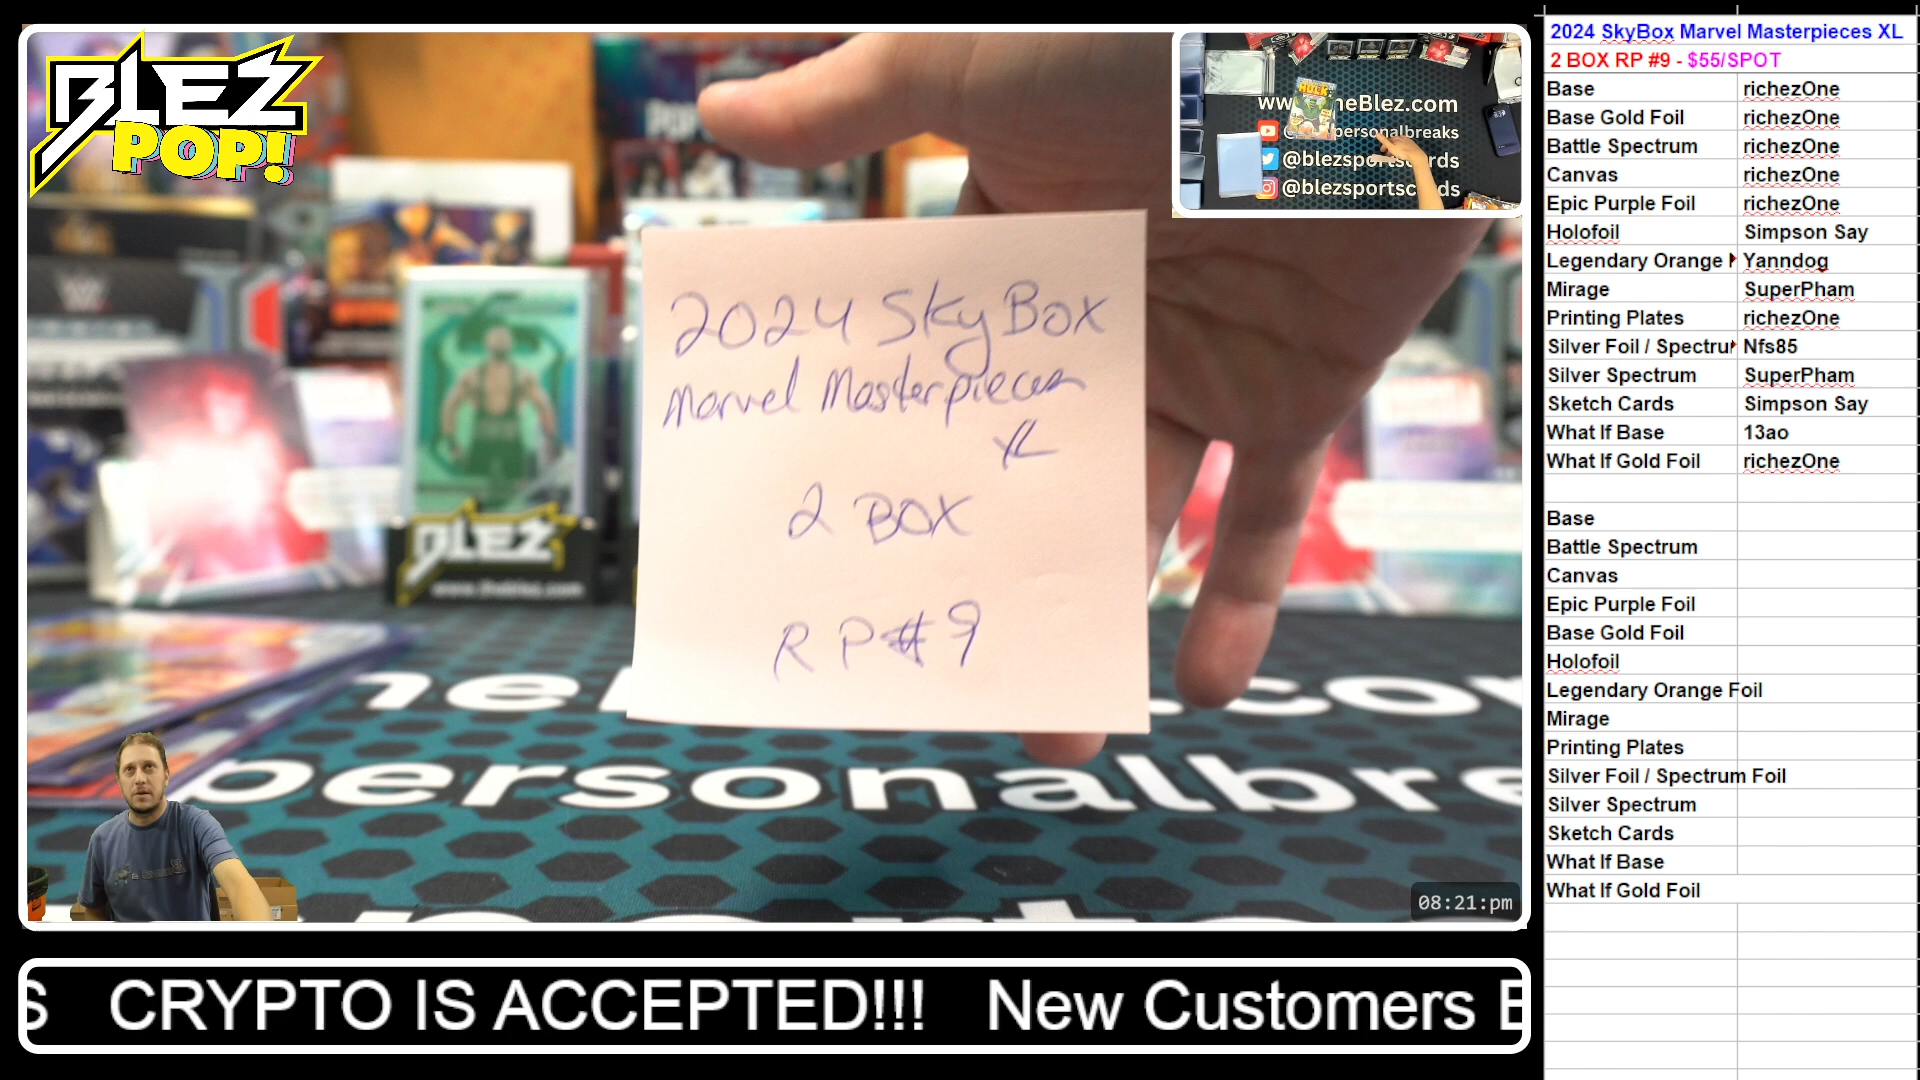 BLEZ
POP!
2024 SkyBox
Marvel Masterpieces
XL
2 BOX
RP#9
BLEZ
www.theblez.com
personalbre
@blezsportscards
@blezsportscards
08:21:pm
S CRYPTO IS ACCEPTED!!! New Customers
2024 SkyBox Marvel Masterpieces XL
2 BOX RP #9 - $55/SPOT
Base richezOne
Base Gold Foil richezOne
Battle Spectrum richezOne
Canvas richezOne
Epic Purple Foil richezOne
Holofoil Simpson Say
Legendary Orange Yanndog
Mirage SuperPham
Printing Plates richezOne
Silver Foil / Spectru Nfs85
Silver Spectrum SuperPham
Sketch Cards Simpson Say
What If Base 13ao
What If Gold Foil richezOne
Base
Battle Spectrum
Canvas
Epic Purple Foil
Base Gold Foil
Holofoil
Legendary Orange Foil
Mirage
Printing Plates
Silver Foil / Spectrum Foil
Silver Spectrum
Sketch Cards
What If Base
What If Gold Foil